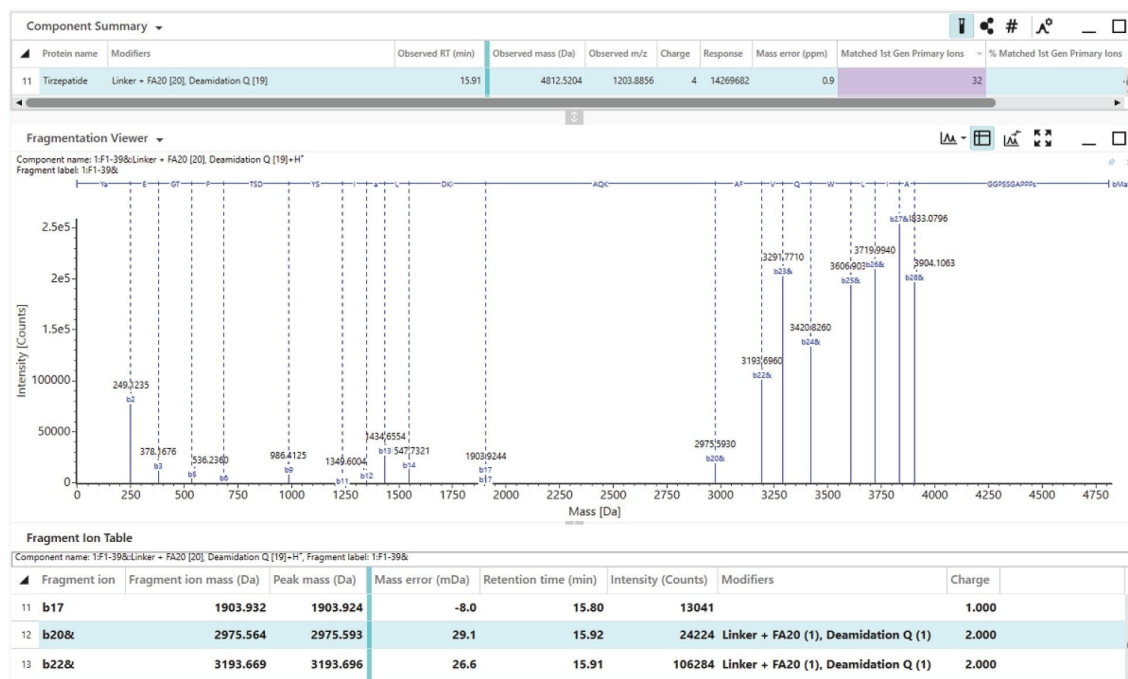 Component Summary
Protein name Modifiers Observed RT (min) Observed mass (Da) Observed m/z Charge Response Mass error (ppm) Matched 1st Gen Primary Ions % Matched 1st Gen Primary Ions
11 Tirzepatide Linker + FA20 [20], Deamidation Q [19] 15.91 4812.5204 1203.8856 4 14269682 0.9 32
Fragmentation Viewer
Component name: 1:F1-39&:Linker + FA20 [20], Deamidation Q [19]+H⁺
Fragment label: 1:F1-39&
Ya E GT F TSD YS I a L DKI AQK AF V Q W L I A GGPSSGAPPPs bMa
2.5e5
b27& 3833.0796
3291.7710
b23&
3719.9940
b26&
2e5
3606.903
b25&
3904.1063
b28&
1.5e5
3420.8260
b24&
3193.6960
b22&
100000
249.1235
b2
50000
1434.6554
b13
2975.5930
b20&
378.1676
b3
536.2360
b5
b6
986.4125
b9
1349.6004
b11
b12
547.7321
b14
1903.9244
b17
b17
0
Intensity [Counts]
0 250 500 750 1000 1250 1500 1750 2000 2250 2500 2750 3000 3250 3500 3750 4000 4250 4500 4750
Mass [Da]
Fragment Ion Table
Component name: 1:F1-39&:Linker + FA20 [20], Deamidation Q [19]+H⁺, Fragment label: 1:F1-39&
Fragment ion Fragment ion mass (Da) Peak mass (Da) Mass error (mDa) Retention time (min) Intensity (Counts) Modifiers Charge
11 b17 1903.932 1903.924 -8.0 15.80 13041 1.000
12 b20& 2975.564 2975.593 29.1 15.92 24224 Linker + FA20 (1), Deamidation Q (1) 2.000
13 b22& 3193.669 3193.696 26.6 15.91 106284 Linker + FA20 (1), Deamidation Q (1) 2.000